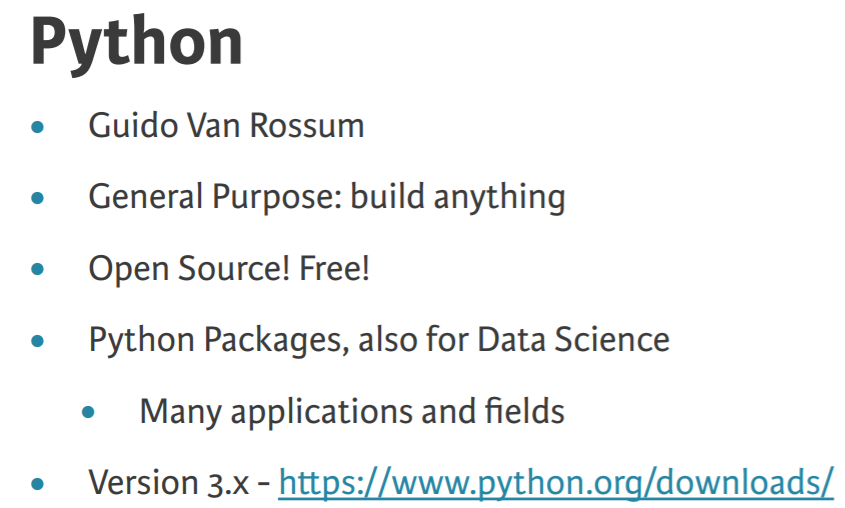 Python
• Guido Van Rossum
• General Purpose: build anything
• Open Source! Free!
• Python Packages, also for Data Science
• Many applications and fields
• Version 3.x - https://www.python.org/downloads/